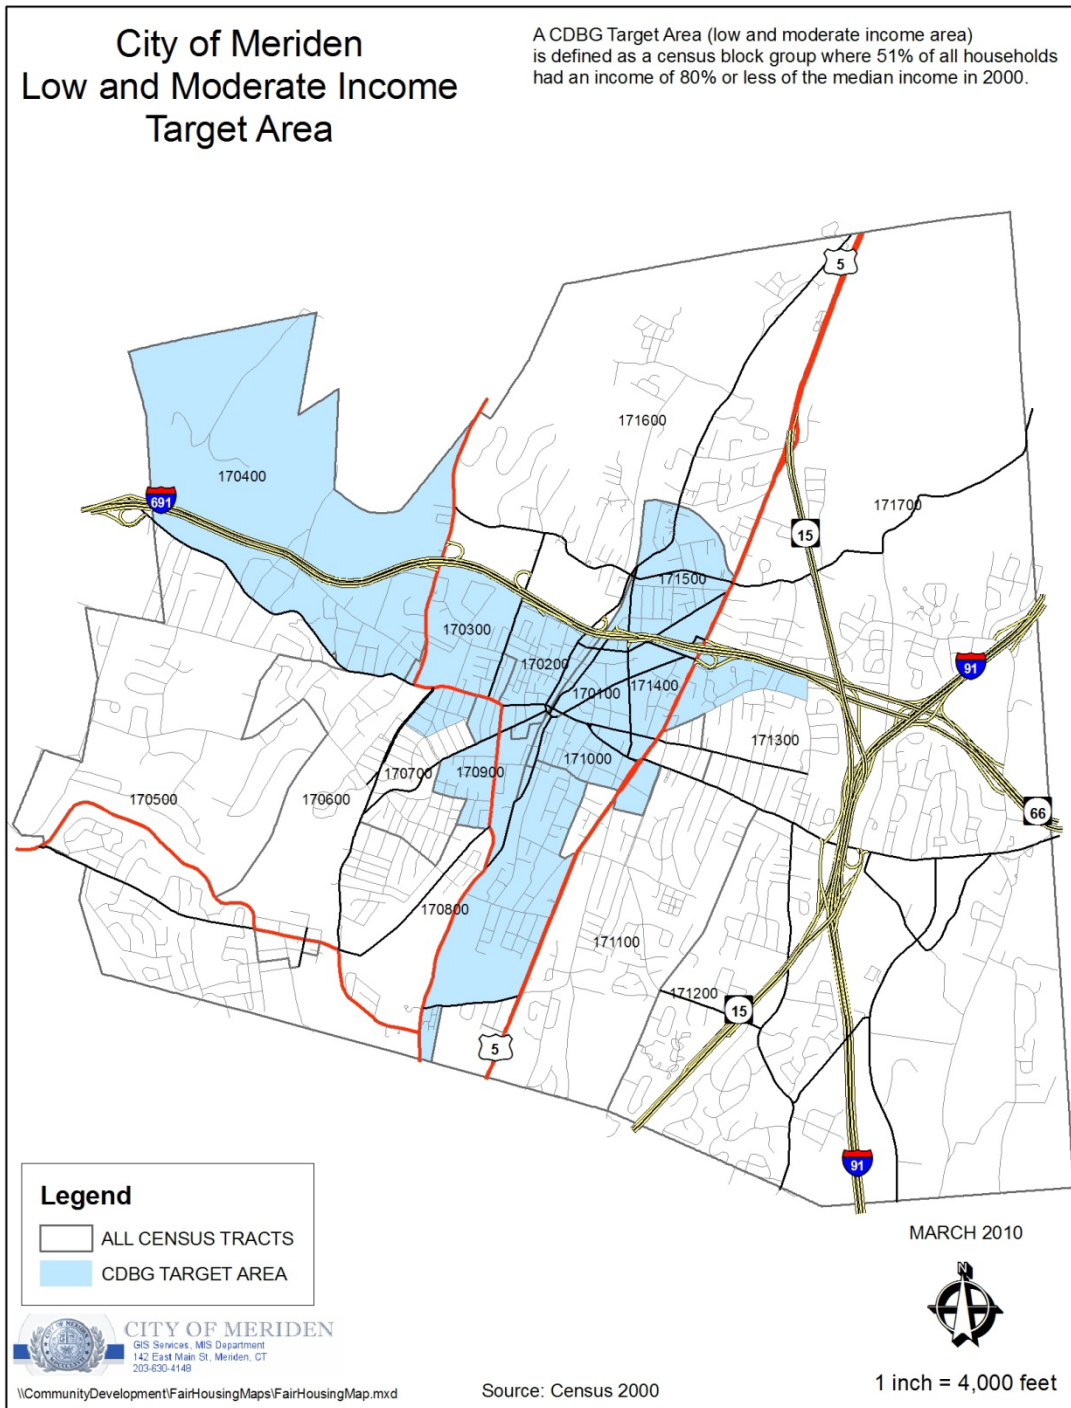 City of Meriden
Low and Moderate Income
Target Area
A CDBG Target Area (low and moderate income area)
is defined as a census block group where 51% of all households
had an income of 80% or less of the median income in 2000.
5
171600
170400
691
171700
15
171500
170300
170200
91
171400
170100
171300
171000
170700
170900
170500
170600
66
170800
171100
171200
15
5
91
Legend
ALL CENSUS TRACTS
CDBG TARGET AREA
MARCH 2010
N
CITY OF MERIDEN
GIS Services, MIS Department
142 East Main St, Meriden, CT
203-630-4148
\\CommunityDevelopment\FairHousingMaps\FairHousingMap.mxd
Source: Census 2000
1 inch = 4,000 feet